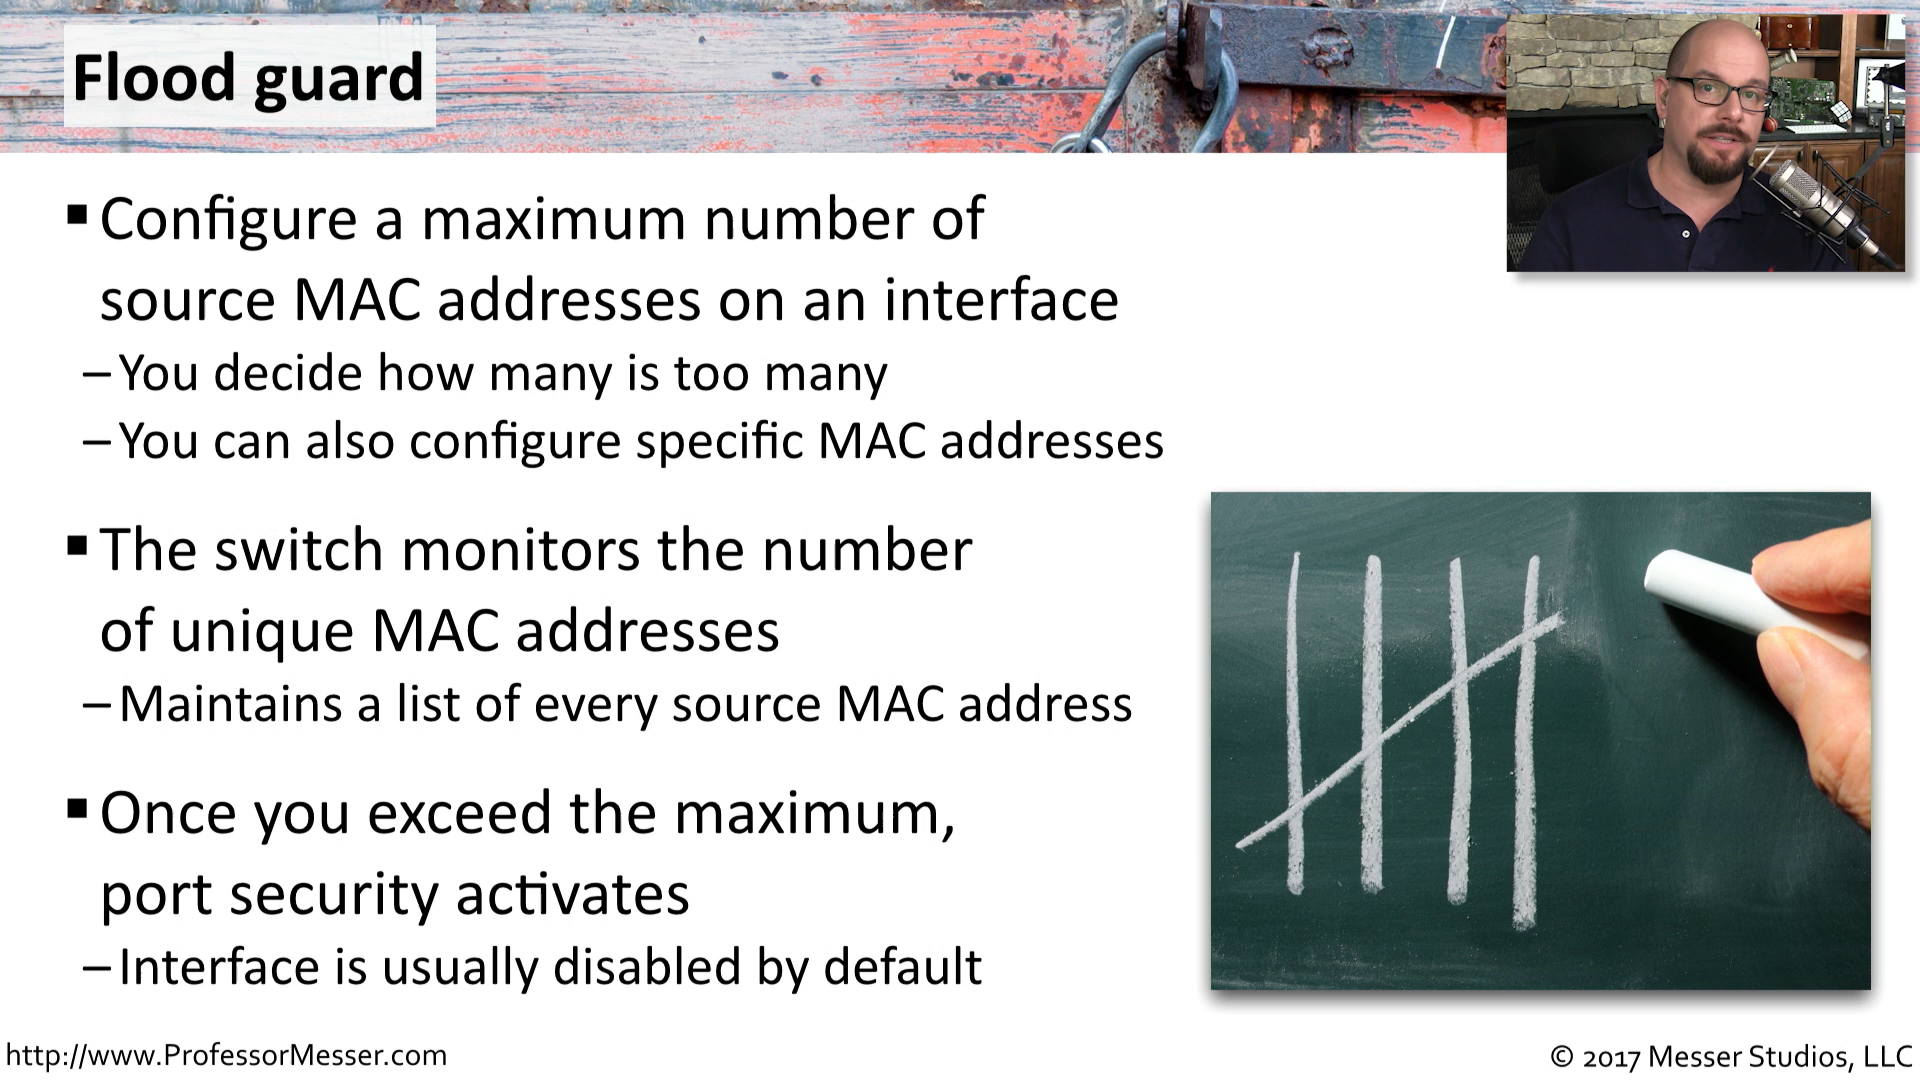 Flood guard
▪ Configure a maximum number of
source MAC addresses on an interface
– You decide how many is too many
– You can also configure specific MAC addresses
▪ The switch monitors the number
of unique MAC addresses
– Maintains a list of every source MAC address
▪ Once you exceed the maximum,
port security activates
– Interface is usually disabled by default
http://www.ProfessorMesser.com
© 2017 Messer Studios, LLC